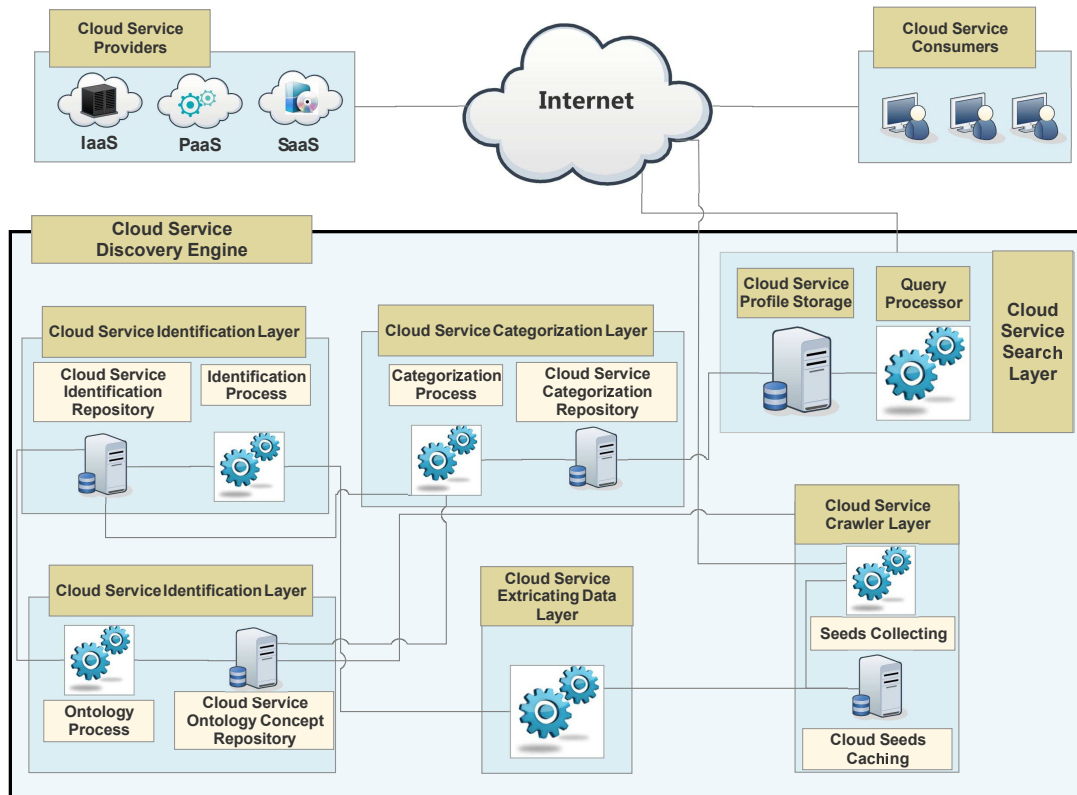 Cloud Service
Providers
IaaS
PaaS
SaaS
Internet
Cloud Service
Consumers
Cloud Service
Discovery Engine
Cloud Service Identification Layer
Cloud Service
Identification
Repository
Identification
Process
Cloud Service Categorization Layer
Categorization
Process
Cloud Service
Categorization
Repository
Cloud Service
Profile Storage
Query
Processor
Cloud
Service
Search
Layer
Cloud Service Identification Layer
Ontology
Process
Cloud Service
Ontology Concept
Repository
Cloud Service
Extricating Data
Layer
Cloud Service
Crawler Layer
Seeds Collecting
Cloud Seeds
Caching